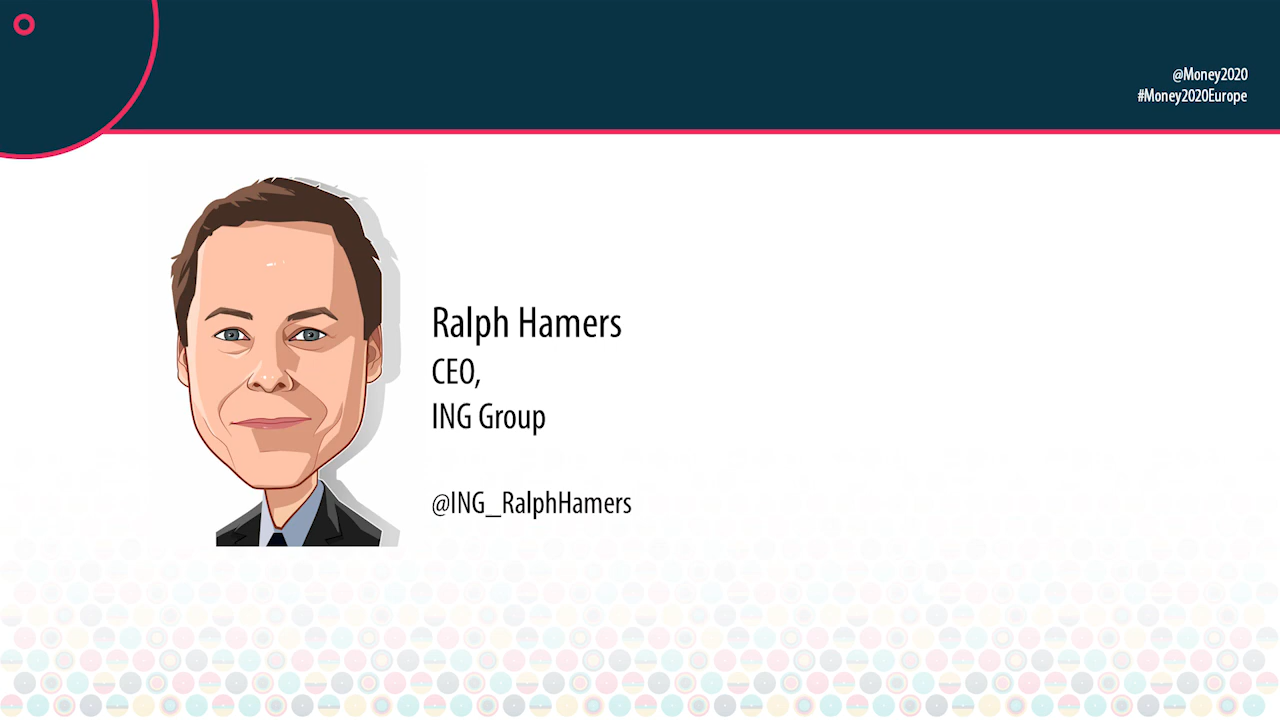 @Money2020
#Money2020Europe
Ralph Hamers
CEO,
ING Group
@ING_RalphHamers